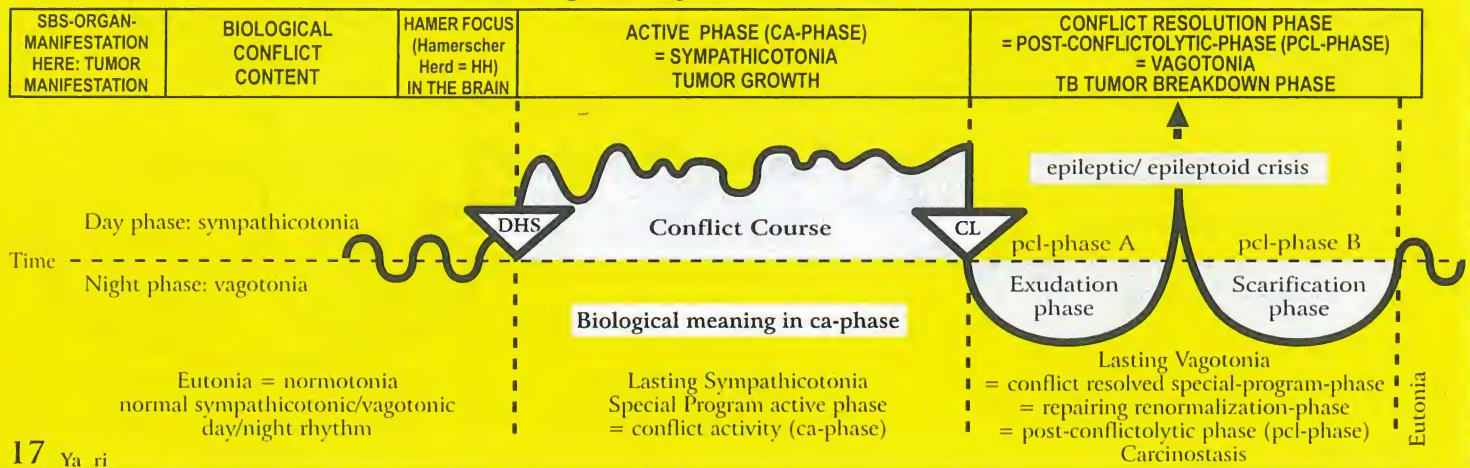 SBS-ORGAN-
MANIFESTATION
HERE: TUMOR
MANIFESTATION
BIOLOGICAL
CONFLICT
CONTENT
HAMER FOCUS
(Hamerscher
Herd = HH)
IN THE BRAIN
ACTIVE PHASE (CA-PHASE)
= SYMPATHICOTONIA
TUMOR GROWTH
CONFLICT RESOLUTION PHASE
= POST-CONFLICTOLYTIC-PHASE (PCL-PHASE)
= VAGOTONIA
TB TUMOR BREAKDOWN PHASE
epileptic/ epileptoid crisis
Day phase: sympathicotonia
DHS
Conflict Course
CL
pcl-phase A
pcl-phase B
Time
Night phase: vagotonia
Exudation
phase
Scarification
phase
Biological meaning in ca-phase
Eutonia = normotonia
normal sympathicotonic/vagotonic
day/night rhythm
Lasting Sympathicotonia
Special Program active phase
= conflict activity (ca-phase)
Lasting Vagotonia
= conflict resolved special-program-phase
= repairing renormalization-phase
= post-conflictolytic phase (pcl-phase)
Carcinostasis
Eutonia
17